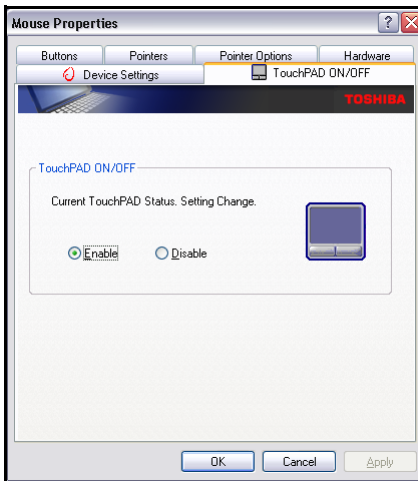 Mouse Properties
Buttons Pointers Pointer Options Hardware
Device Settings TouchPAD ON/OFF
TOSHIBA
TouchPAD ON/OFF
Current TouchPAD Status. Setting Change.
Enable Disable
OK Cancel Apply